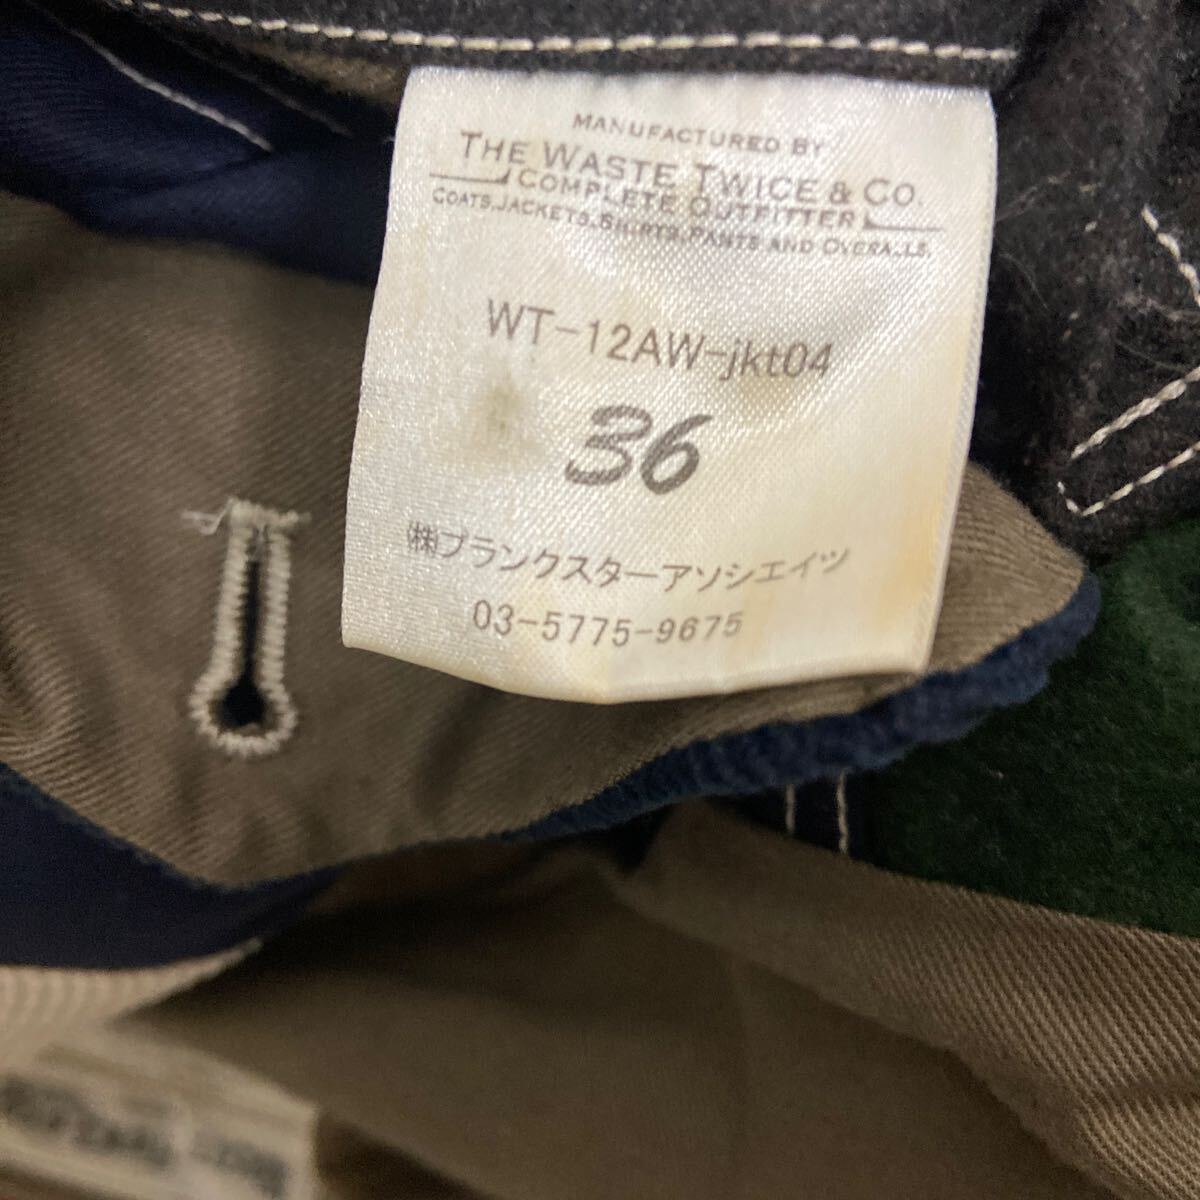 MANUFACTURED BY
THE WASTE TWICE & CO.
COMPLETE OUTFITTER
COATS,JACKETS,SHIRTS,PANTS AND OVERALLS.
WT-12AW-jkt04
36
㈱プランクスターアソシエイツ
03-5775-9675